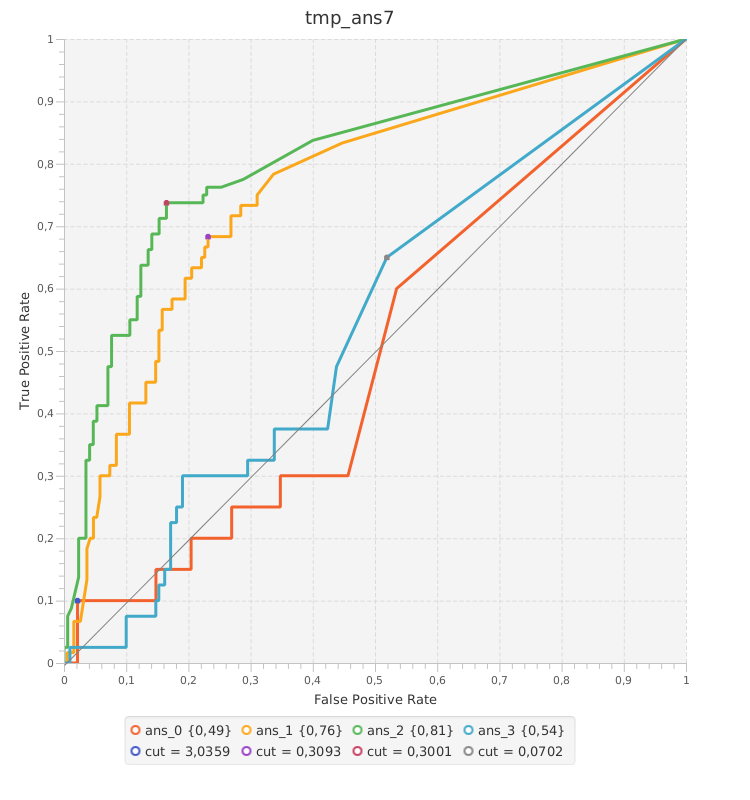 tmp_ans7
1
0,9
0,8
0,7
0,6
0,5
0,4
0,3
0,2
0,1
0
True Positive Rate
0 0,1 0,2 0,3 0,4 0,5 0,6 0,7 0,8 0,9 1
False Positive Rate
ans_0 {0,49} ans_1 {0,76} ans_2 {0,81} ans_3 {0,54}
cut = 3,0359 cut = 0,3093 cut = 0,3001 cut = 0,0702